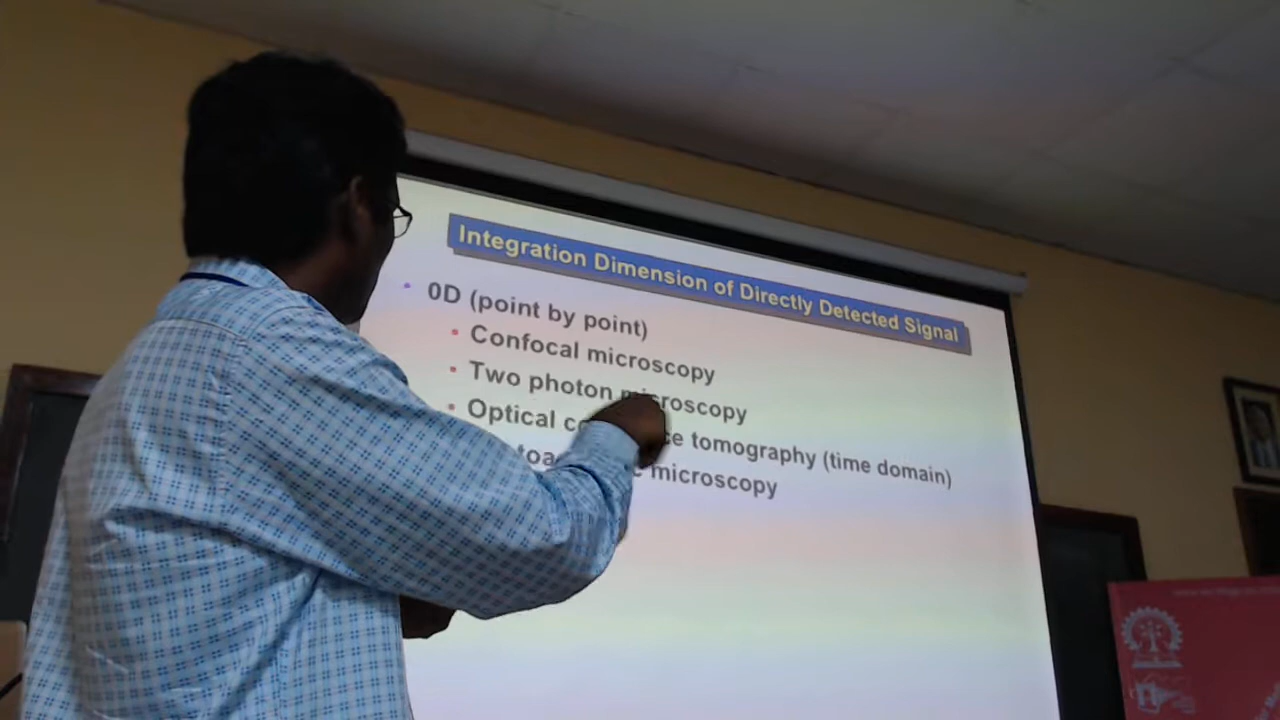 Integration Dimension of Directly Detected Signal
0D (point by point)
Confocal microscopy
Two photon microscopy
Optical tomography (time domain)
microscopy